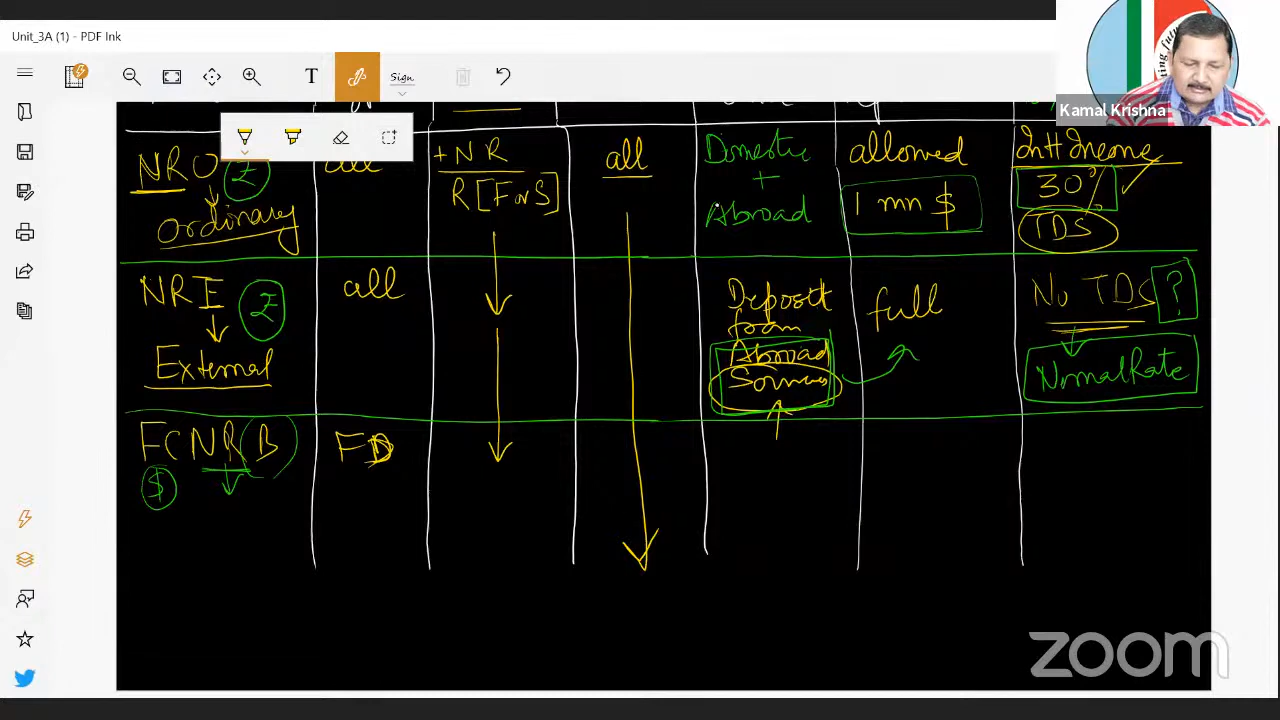 Unit_3A (1) - PDF Ink
T
Sign
Kamal Krishna
NRO ₹
Ordinary
all
+NR
R [F or S]
all
Domestic
+
Abroad
allowed
1 mn $
Int Income
30%
TDS
NRE ₹
External
all
Deposit
from
Abroad
Sources
full
No TDS ?
Normal Rate
FCNR(B)
$
FD
zoom